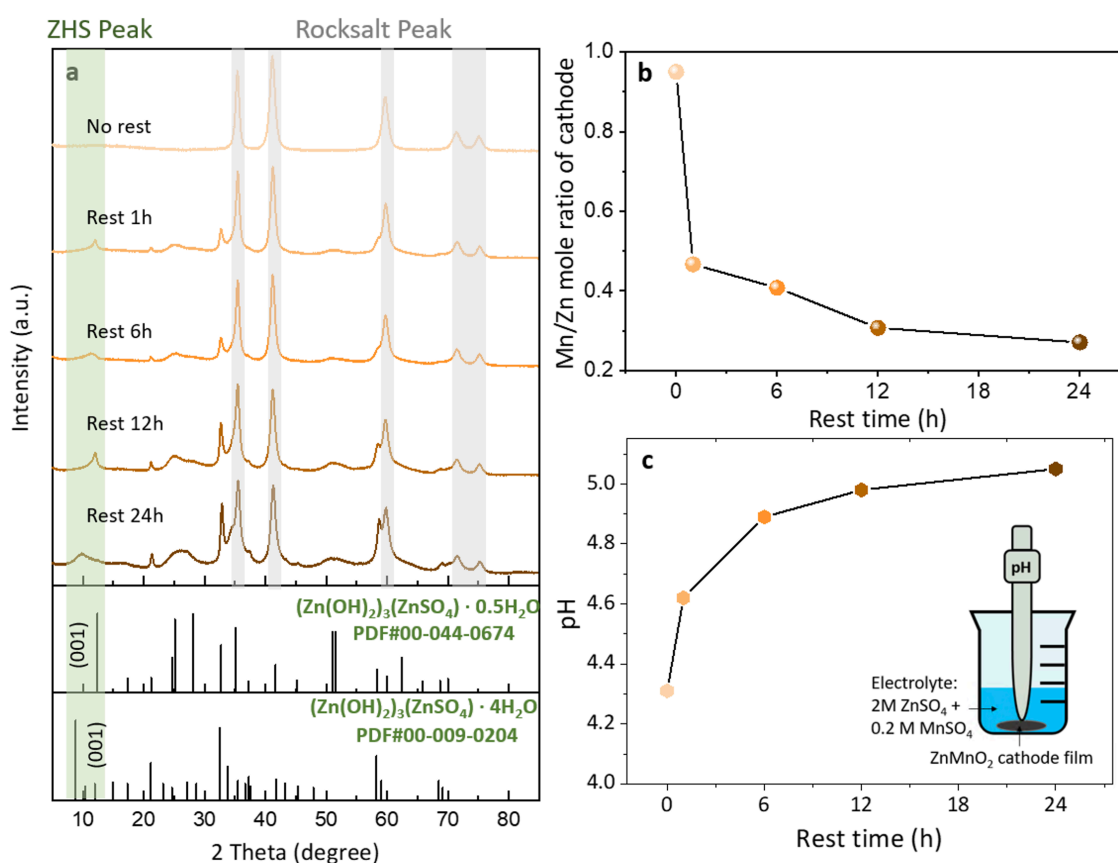 ZHS Peak
Rocksalt Peak
a
No rest
Rest 1h
Rest 6h
Rest 12h
Rest 24h
Intensity (a.u.)
(001)
(Zn(OH)₂)₃(ZnSO₄) · 0.5H₂O
PDF#00-044-0674
(001)
(Zn(OH)₂)₃(ZnSO₄) · 4H₂O
PDF#00-009-0204
10 20 30 40 50 60 70 80
2 Theta (degree)
b
Mn/Zn mole ratio of cathode
1.0
0.8
0.6
0.4
0.2
0 6 12 18 24
Rest time (h)
c
pH
5.0
4.8
4.6
4.4
4.2
4.0
pH
Electrolyte:
2M ZnSO₄ +
0.2 M MnSO₄
ZnMnO₂ cathode film
0 6 12 18 24
Rest time (h)